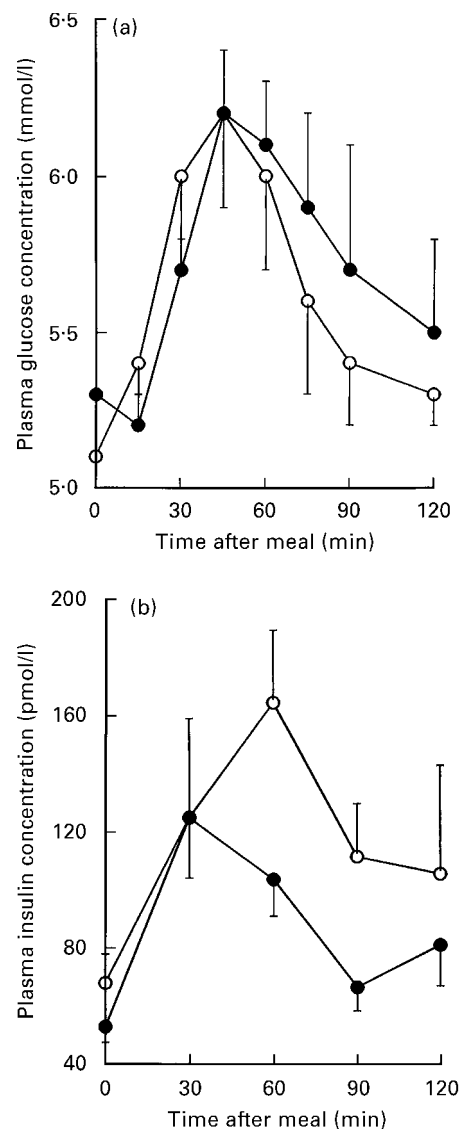 (a)
Plasma glucose concentration (mmol/l)
6·5
6·0
5·5
5·0
0 30 60 90 120
Time after meal (min)
(b)
Plasma insulin concentration (pmol/l)
200
160
120
80
40
0 30 60 90 120
Time after meal (min)